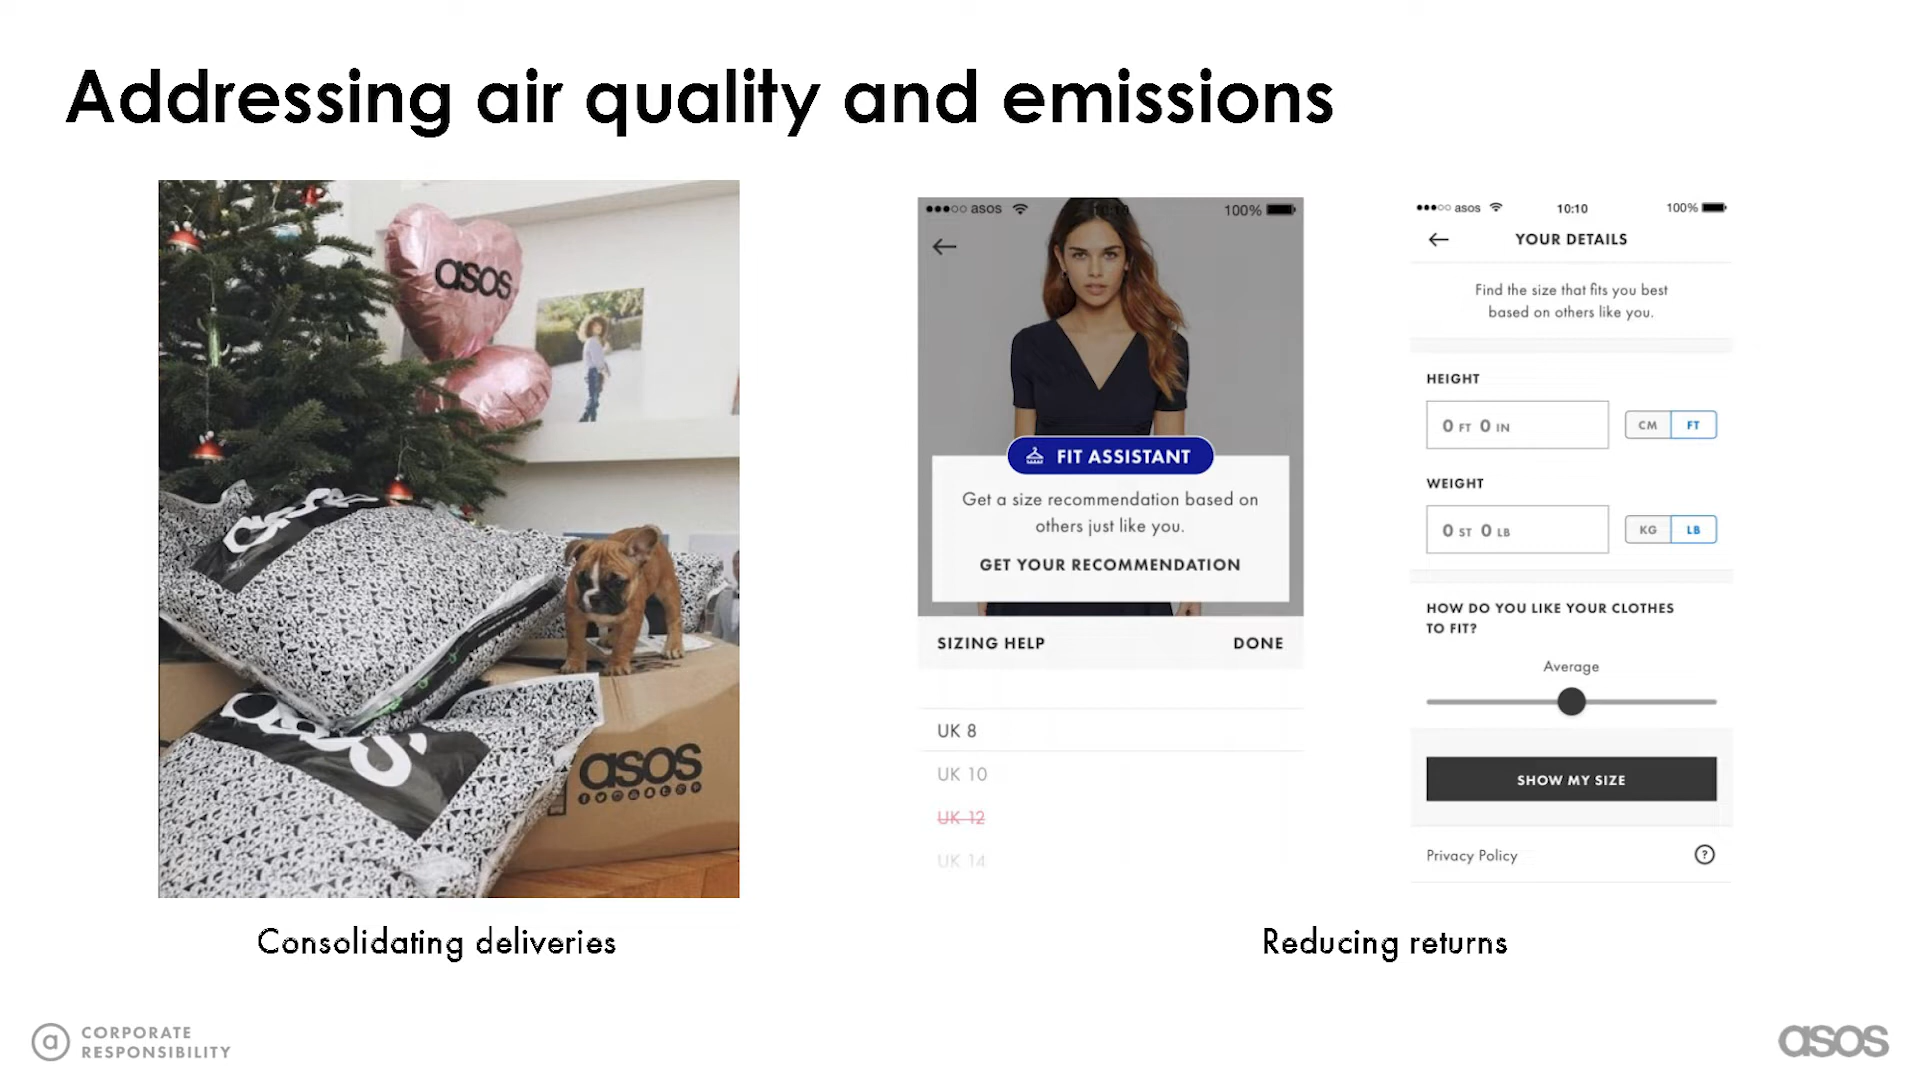 Addressing air quality and emissions
asos
asos
asos
asos
asos
100%
FIT ASSISTANT
Get a size recommendation based on
others just like you.
GET YOUR RECOMMENDATION
SIZING HELP
DONE
UK 8
UK 10
UK 12
UK 14
asos
10:10
100%
YOUR DETAILS
Find the size that fits you best
based on others like you.
HEIGHT
0 FT 0 IN
CM
FT
WEIGHT
0 ST 0 LB
KG
LB
HOW DO YOU LIKE YOUR CLOTHES
TO FIT?
Average
SHOW MY SIZE
Privacy Policy
?
Consolidating deliveries
Reducing returns
a
CORPORATE
RESPONSIBILITY
asos